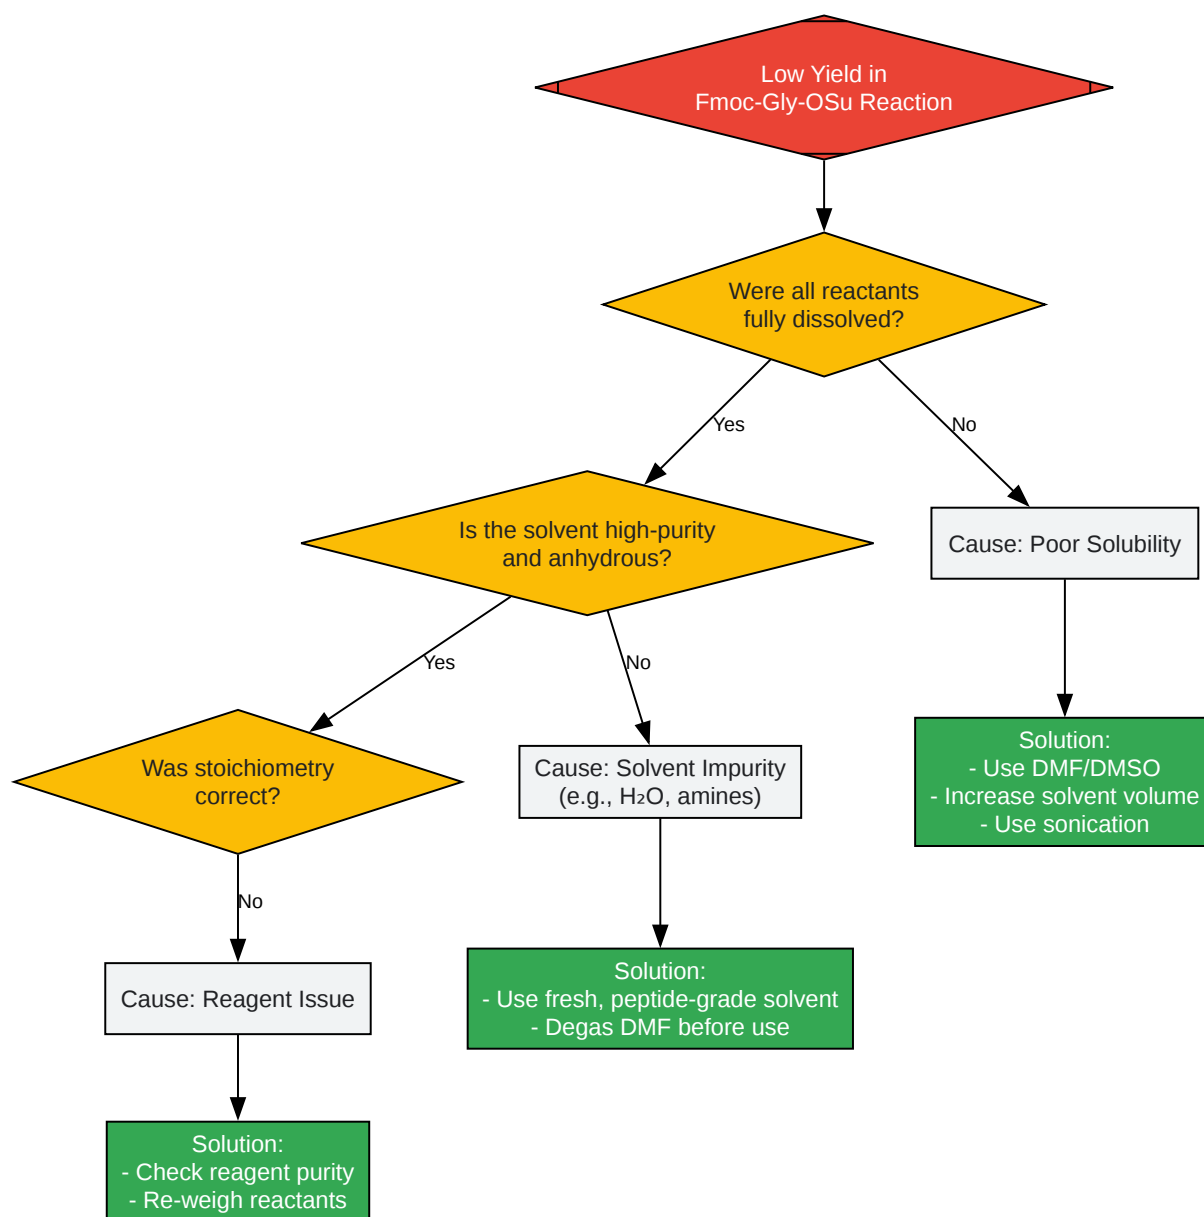 Low Yield in
Fmoc-Gly-OSu Reaction
Were all reactants
fully dissolved?
Yes
No
Is the solvent high-purity
and anhydrous?
Cause: Poor Solubility
Yes
No
Was stoichiometry
correct?
Cause: Solvent Impurity
(e.g., H₂O, amines)
Solution:
- Use DMF/DMSO
- Increase solvent volume
- Use sonication
No
Cause: Reagent Issue
Solution:
- Use fresh, peptide-grade solvent
- Degas DMF before use
Solution:
- Check reagent purity
- Re-weigh reactants